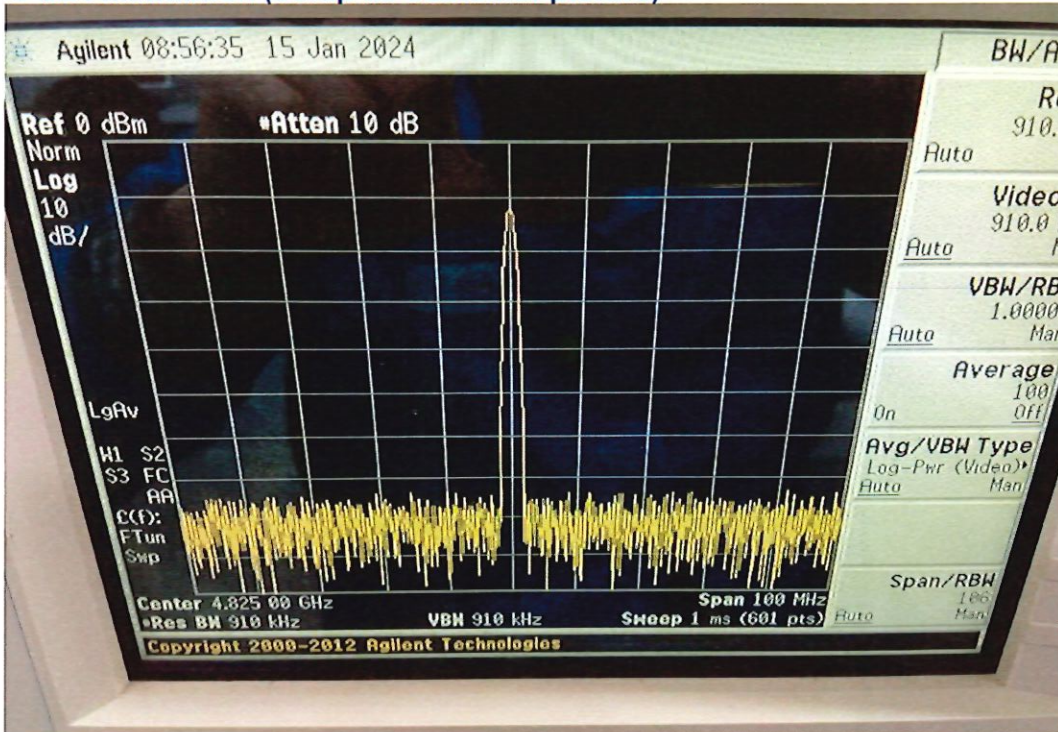 Agilent 08:56:35 15 Jan 2024
BW/A
Ref 0 dBm *Atten 10 dB
Norm
Log
10
dB/
LgAv
W1 S2
S3 FC
AA
£(f):
FTun
Swp
Center 4.825 00 GHz Span 100 MHz
*Res BW 910 kHz VBW 910 kHz Sweep 1 ms (601 pts)
Copyright 2000-2012 Agilent Technologies
910.
Auto
Video
910.0
Auto
VBW/RB
1.0000
Auto Man
Average
100
On Off
Avg/VBW Type
Log-Pwr (Video)
Auto Man
Span/RBW
106
Auto Man